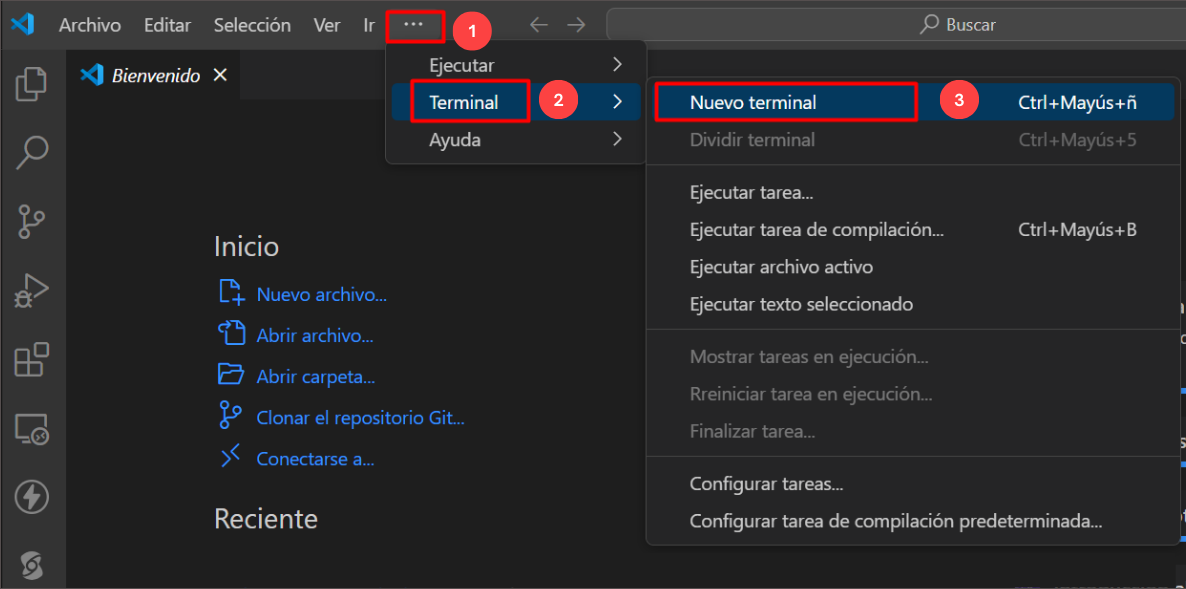 Archivo Editar Selección Ver Ir ... 1 Buscar
Bienvenido
Ejecutar
Terminal 2
Ayuda
Nuevo terminal 3 Ctrl+Mayús+ñ
Dividir terminal Ctrl+Mayús+5
Ejecutar tarea...
Ejecutar tarea de compilación... Ctrl+Mayús+B
Ejecutar archivo activo
Ejecutar texto seleccionado
Mostrar tareas en ejecución...
Rreiniciar tarea en ejecución...
Finalizar tarea...
Configurar tareas...
Configurar tarea de compilación predeterminada...
Inicio
Nuevo archivo...
Abrir archivo...
Abrir carpeta...
Clonar el repositorio Git...
Conectarse a...
Reciente